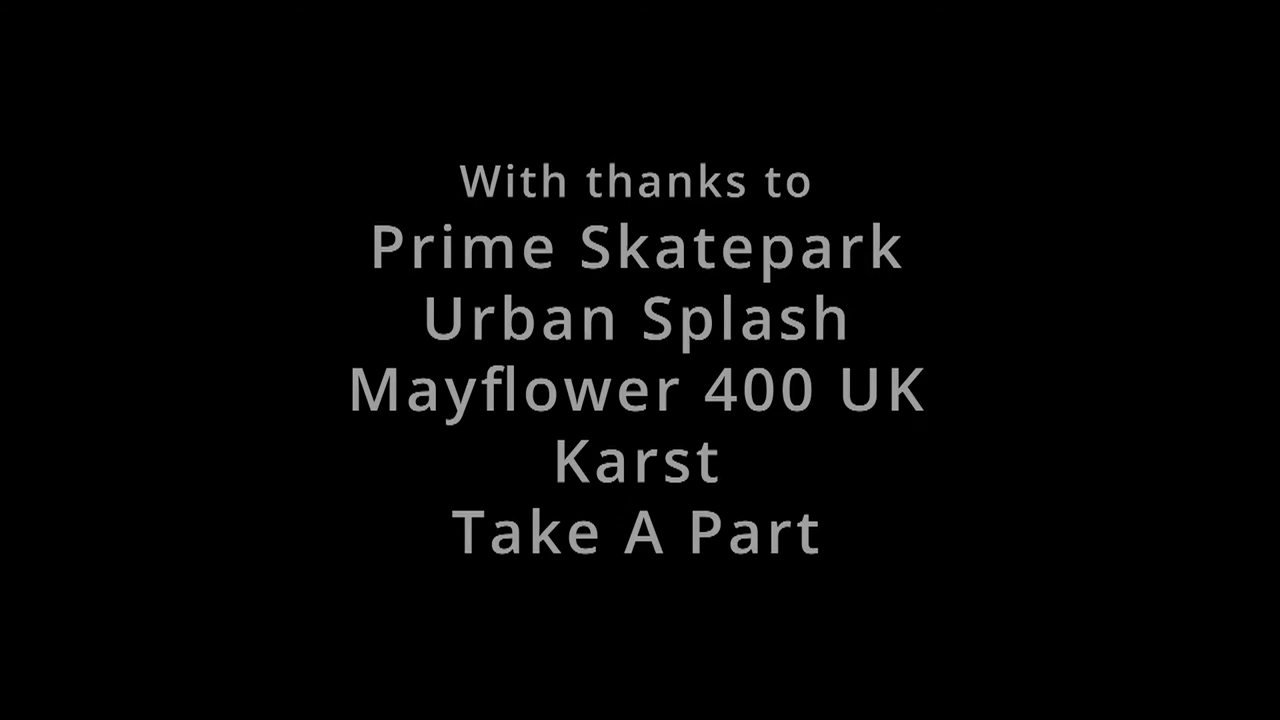 With thanks to
Prime Skatepark
Urban Splash
Mayflower 400 UK
Karst
Take A Part